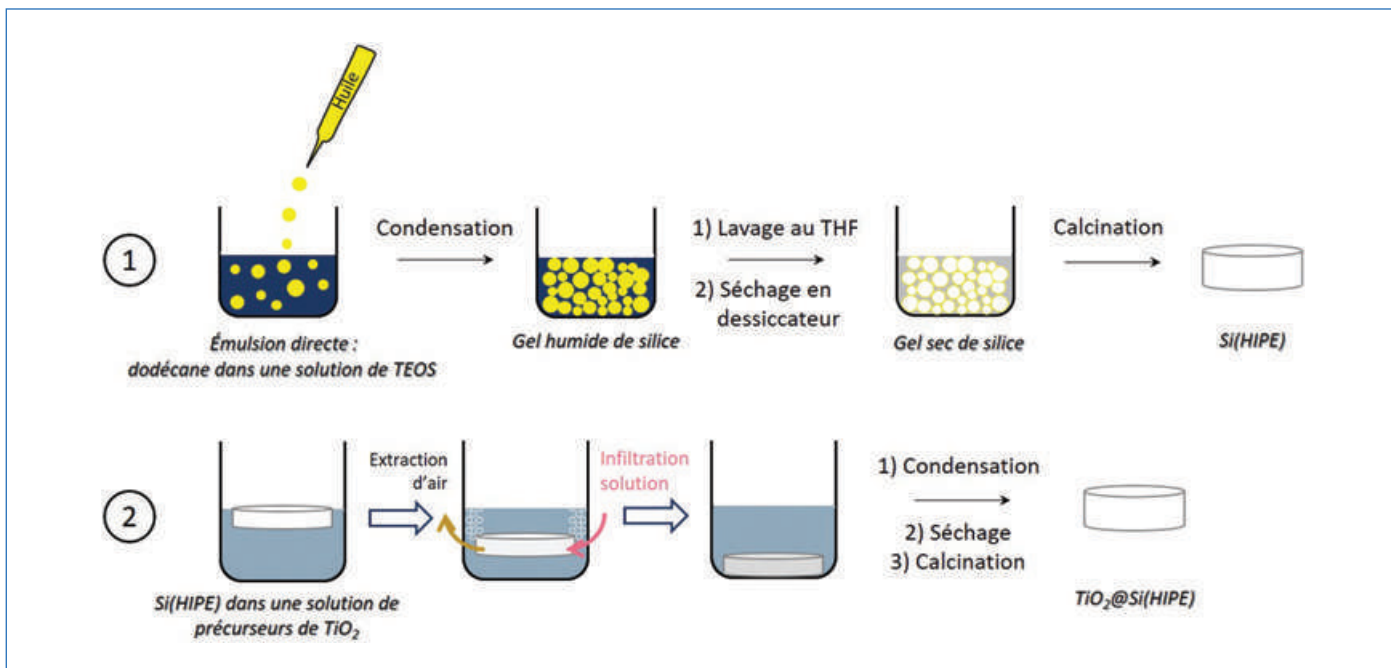 Huile
1
Condensation
1) Lavage au THF
2) Séchage en
dessiccateur
Calcination
Émulsion directe :
dodécane dans une solution de TEOS
Gel humide de silice
Gel sec de silice
Si(HIPE)
2
Extraction
d'air
Infiltration
solution
1) Condensation
2) Séchage
3) Calcination
Si(HIPE) dans une solution de
précurseurs de TiO₂
TiO₂@Si(HIPE)